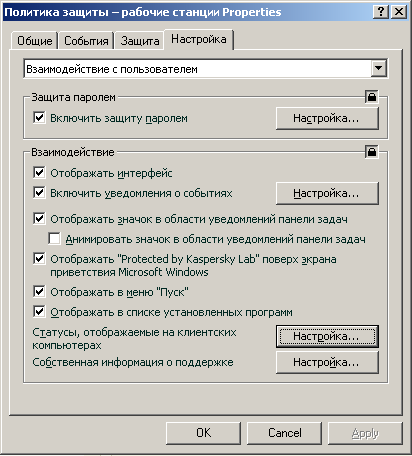 Политика защиты – рабочие станции Properties
Общие События Защита Настройка
Взаимодействие с пользователем
Защита паролем
Включить защиту паролем Настройка...
Взаимодействие
Отображать интерфейс
Включить уведомления о событиях Настройка...
Отображать значок в области уведомлений панели задач
Анимировать значок в области уведомлений панели задач
Отображать "Protected by Kaspersky Lab" поверх экрана
приветствия Microsoft Windows
Отображать в меню "Пуск"
Отображать в списке установленных программ
Статусы, отображаемые на клиентских Настройка...
компьютерах
Собственная информация о поддержке Настройка...
OK Cancel Apply